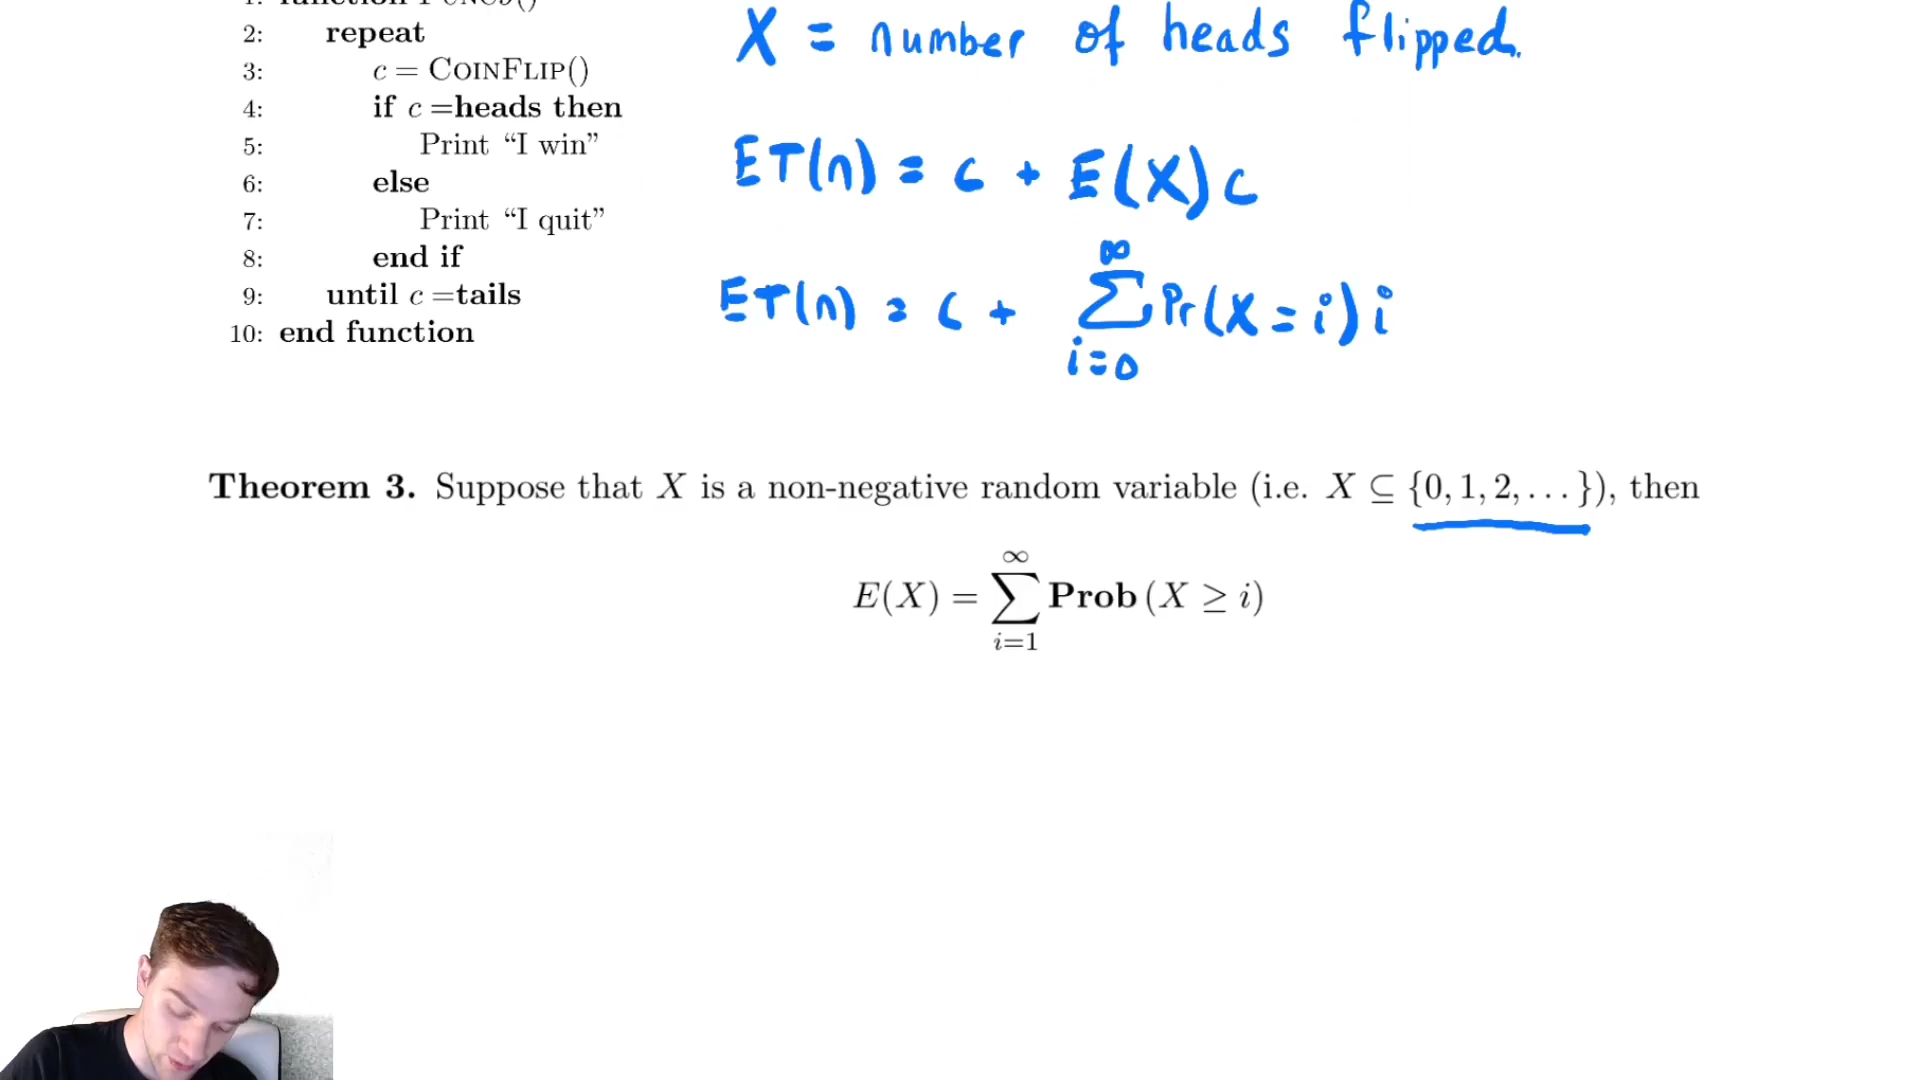 2: repeat
3: c = COINFLIP()
4: if c =heads then
5: Print “I win”
6: else
7: Print “I quit”
8: end if
9: until c =tails
10: end function
X = number of heads flipped.
ET(n) = c + E(X)c
ET(n) = c + ∞ ∑ i=0 Pr(X=i)i
Theorem 3. Suppose that X is a non-negative random variable (i.e. X ⊆ {0, 1, 2, . . . }), then
E(X) = ∞ ∑ i=1 Prob (X ≥ i)